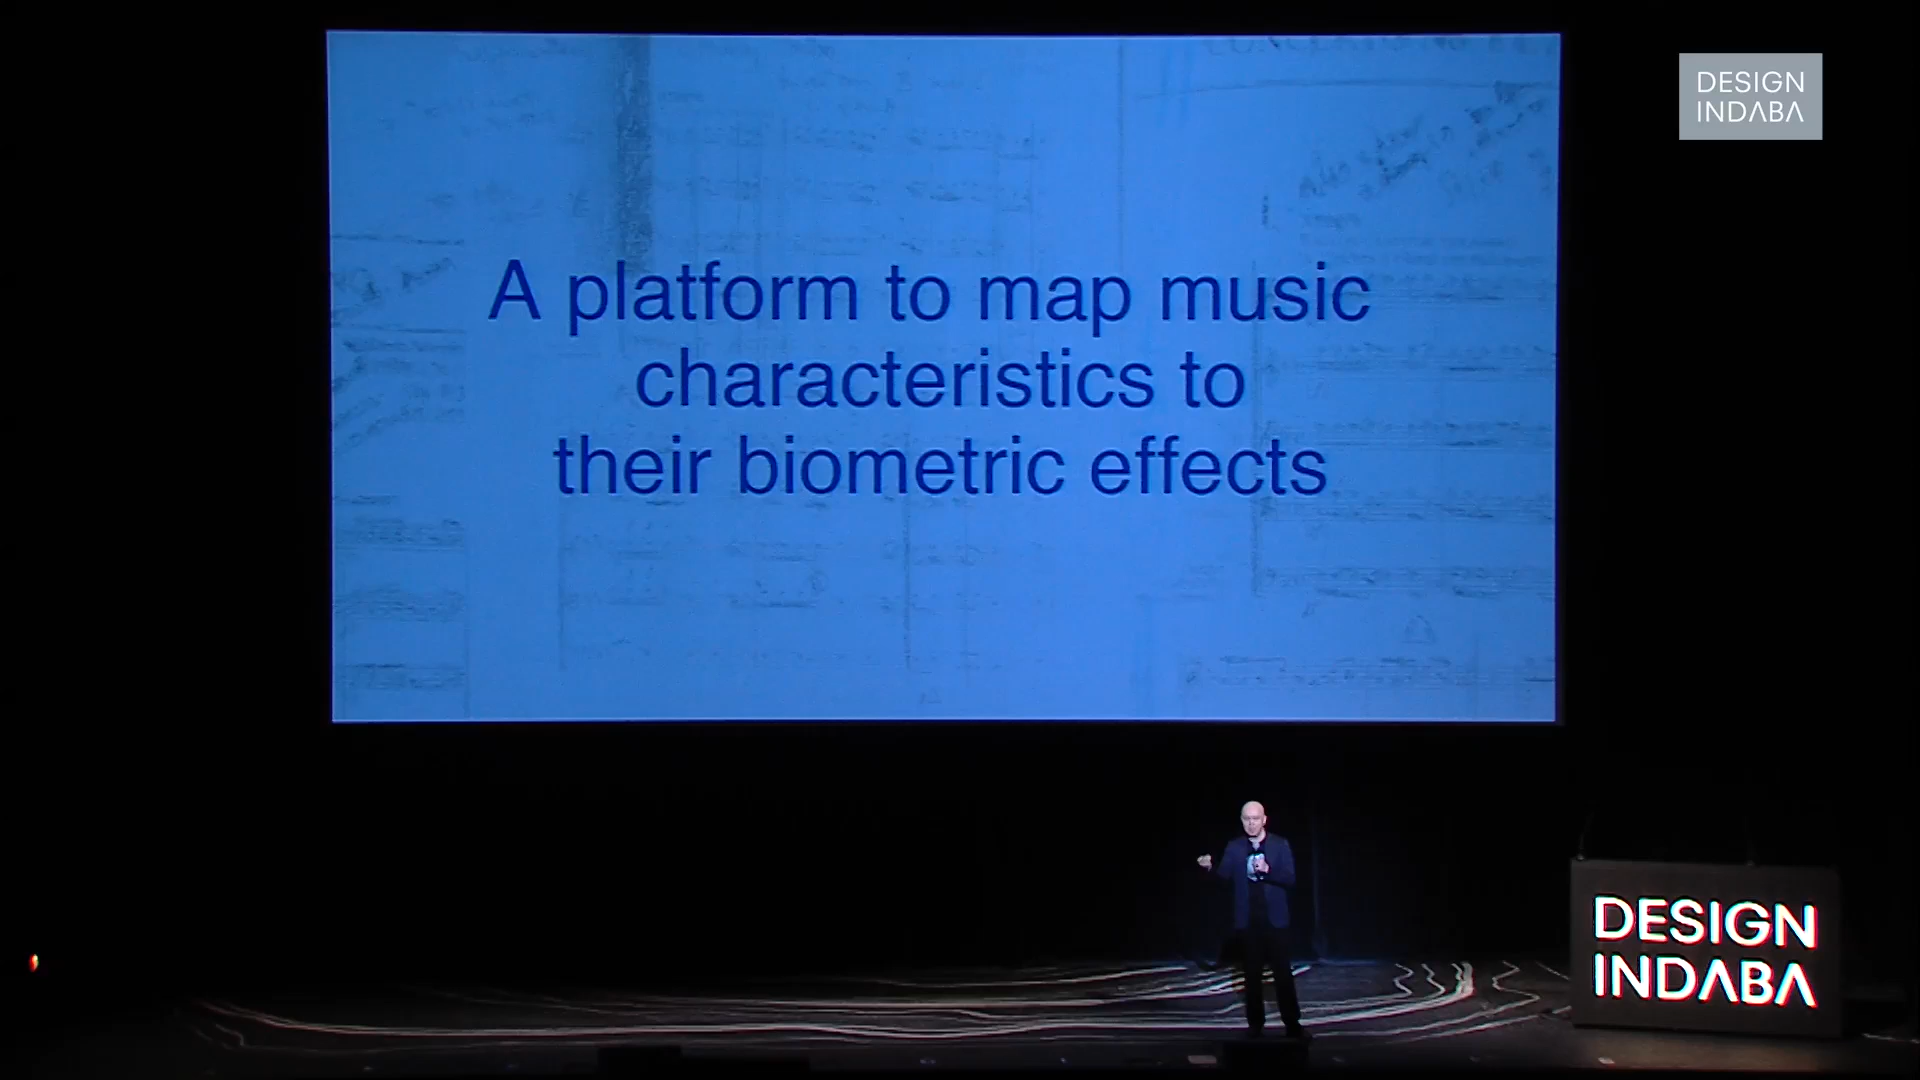 DESIGN
INDABA
A platform to map music
characteristics to
their biometric effects
DESIGN
INDABA